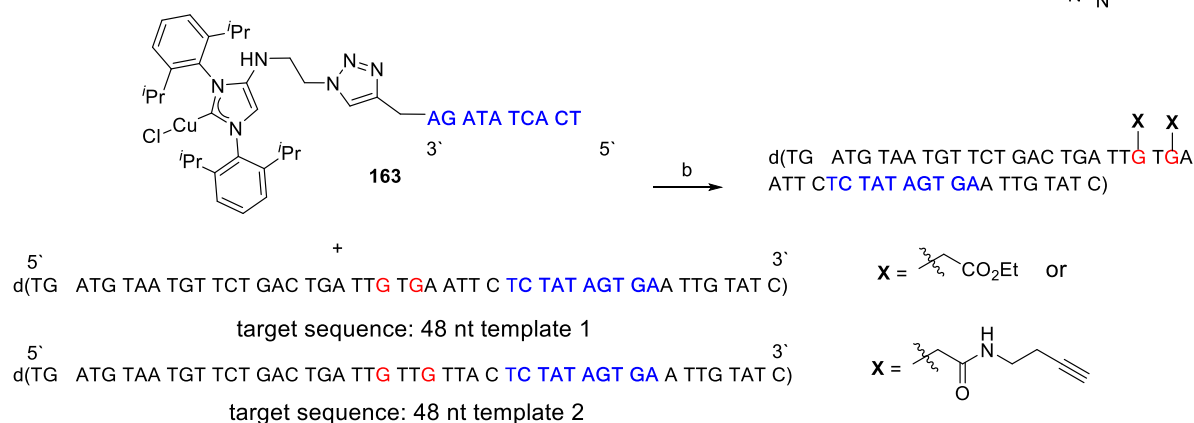 N N
iPr
HN
N N N
N
iPr
N
Cl Cu
N
iPr iPr
AG ATA TCA CT
3` 5`
163
b
X X
d(TG ATG TAA TGT TCT GAC TGA TTG TGA
ATT CTC TAT AGT GAA TTG TAT C)
+
5` 3`
d(TG ATG TAA TGT TCT GAC TGA TTG TGA ATT C TC TAT AGT GAA TTG TAT C)
target sequence: 48 nt template 1
5` 3`
d(TG ATG TAA TGT TCT GAC TGA TTG TTG TTA C TC TAT AGT GA A TTG TAT C)
target sequence: 48 nt template 2
X = CO2Et or
X =
H
N
O